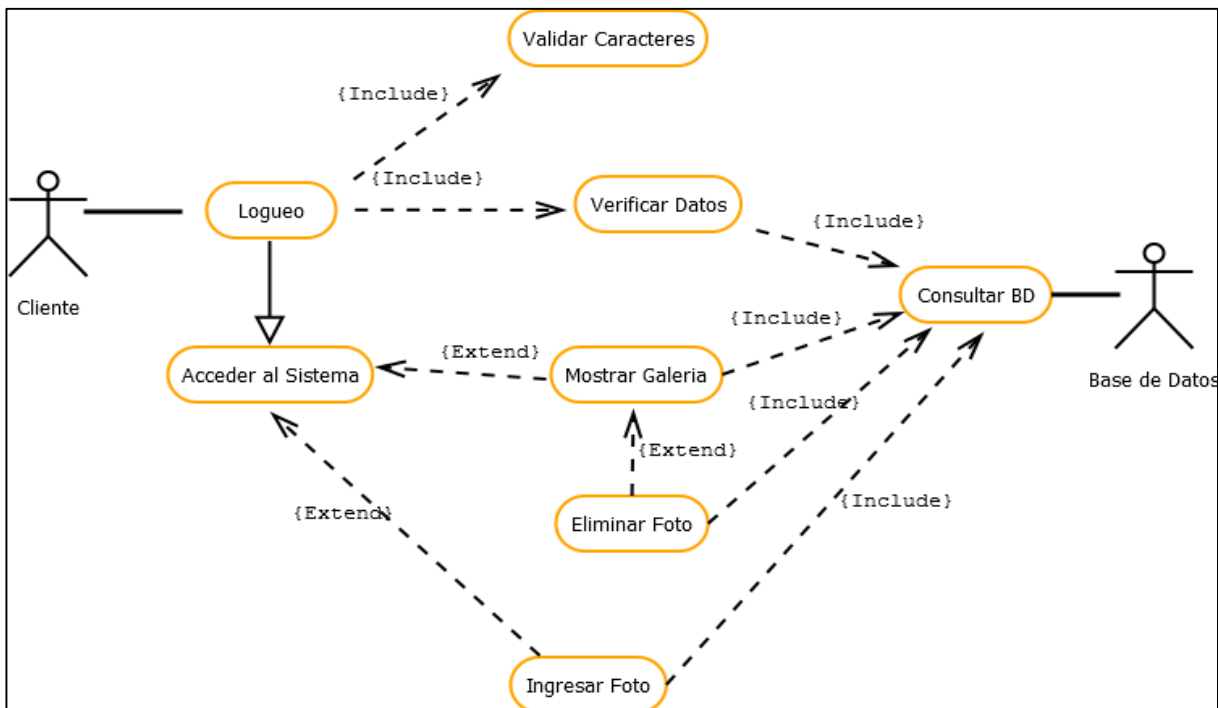 Validar Caracteres
{Include}
{Include}
Logueo
Verificar Datos
{Include}
Cliente
Consultar BD
{Include}
{Extend}
Acceder al Sistema
Mostrar Galeria
Base de Datos
{Include}
{Extend}
{Include}
{Extend}
Eliminar Foto
Ingresar Foto